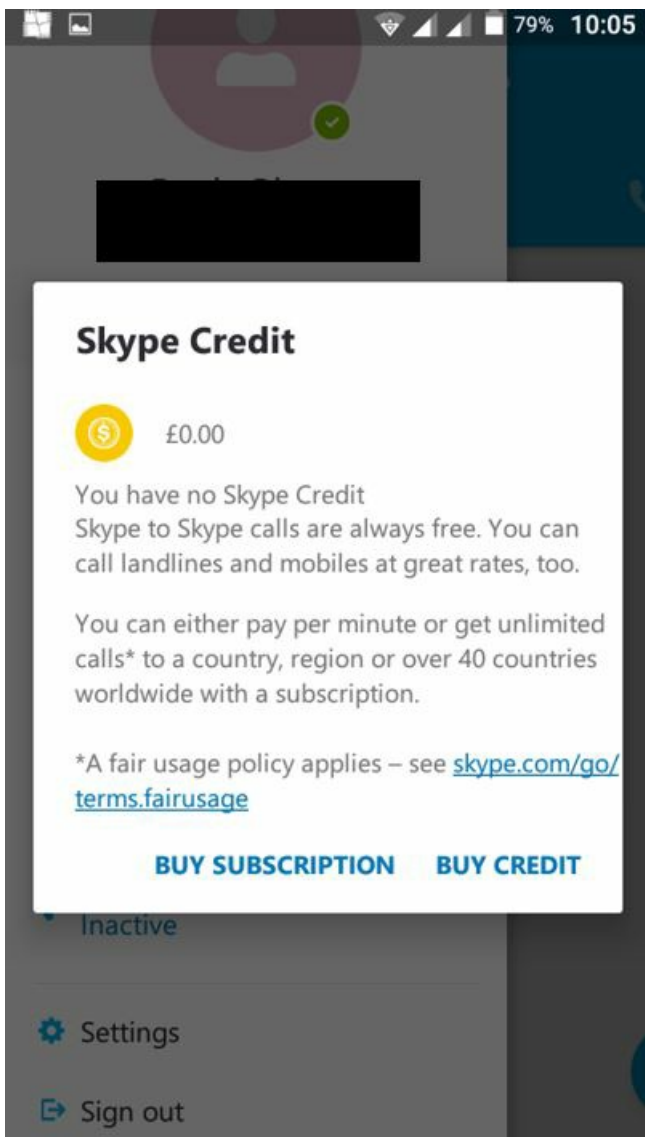 79% 10:05
Skype Credit
£0.00
You have no Skype Credit
Skype to Skype calls are always free. You can
call landlines and mobiles at great rates, too.
You can either pay per minute or get unlimited
calls* to a country, region or over 40 countries
worldwide with a subscription.
*A fair usage policy applies – see skype.com/go/
terms.fairusage
BUY SUBSCRIPTION BUY CREDIT
Inactive
Settings
Sign out